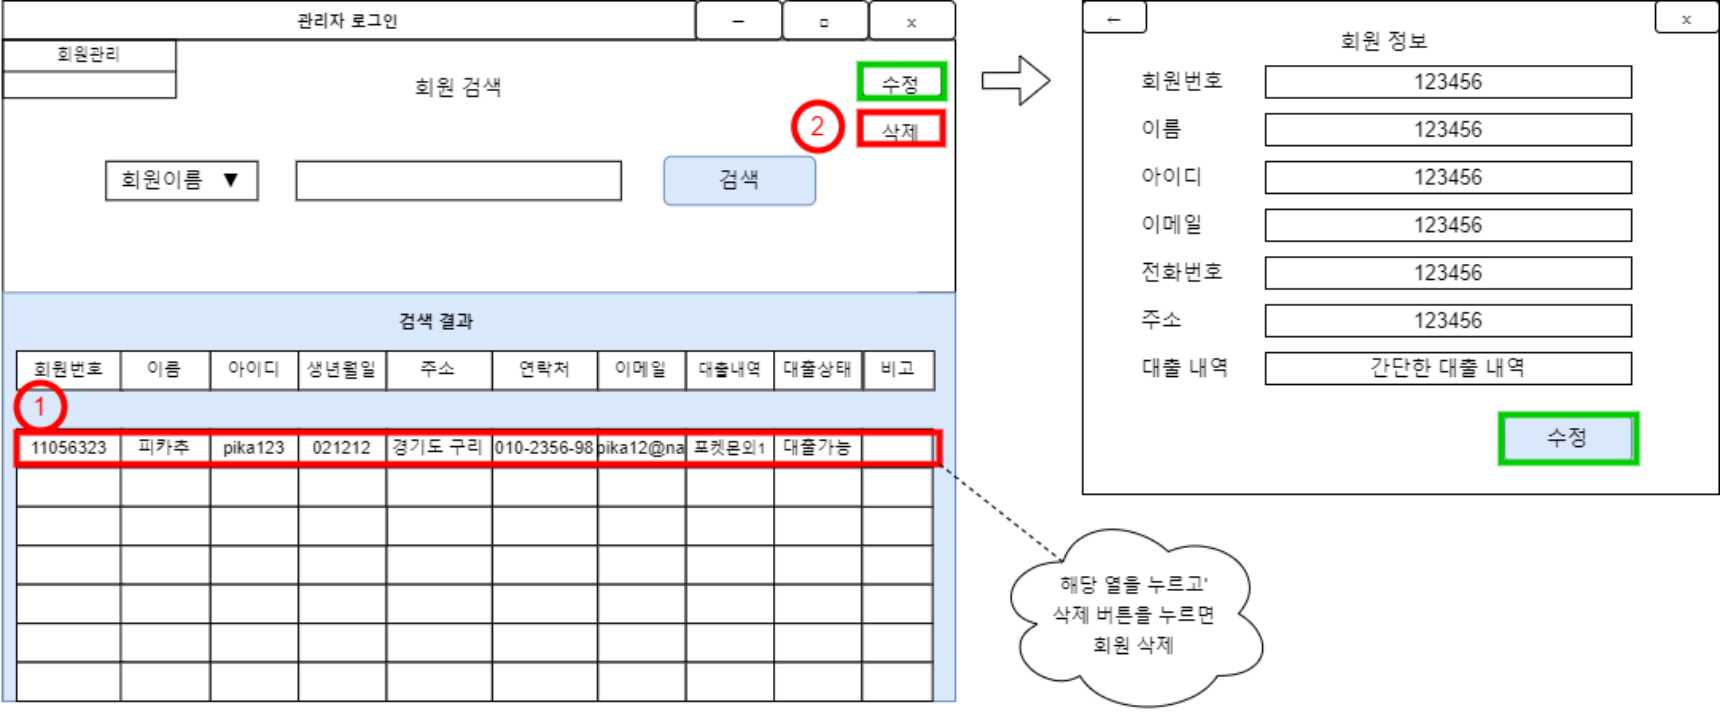 관리자 로그인
회원관리
회원 검색
수정
2
삭제
회원이름 ▼
검색
검색 결과
회원번호 이름 아이디 생년월일 주소 연락처 이메일 대출내역 대출상태 비고
1
11056323 피카츄 pika123 021212 경기도 구리 010-2356-98 pika12@na 포켓몬외1 대출가능
← x
회원 정보
회원번호 123456
이름 123456
아이디 123456
이메일 123456
전화번호 123456
주소 123456
대출 내역 간단한 대출 내역
수정
해당 열을 누르고'
삭제 버튼을 누르면
회원 삭제